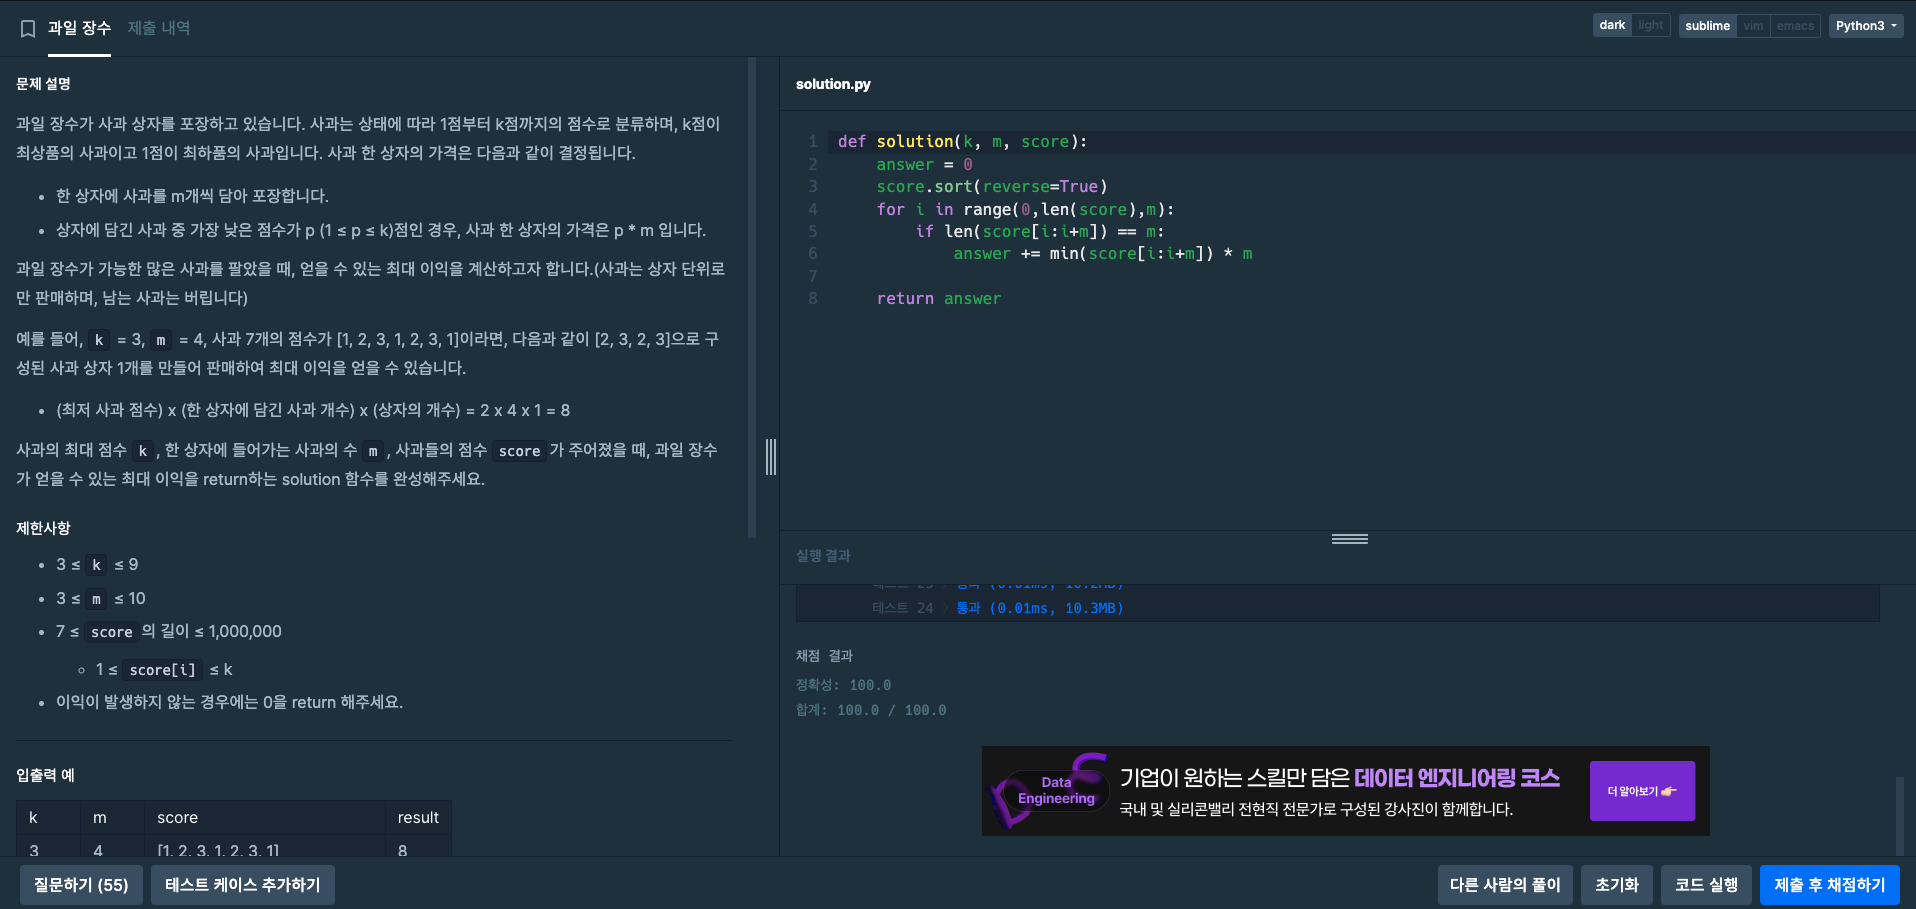 과일 장수
제출 내역
dark light
sublime vim emacs
Python3
문제 설명
과일 장수가 사과 상자를 포장하고 있습니다. 사과는 상태에 따라 1점부터 k점까지의 점수로 분류하며, k점이
최상품의 사과이고 1점이 최하품의 사과입니다. 사과 한 상자의 가격은 다음과 같이 결정됩니다.
• 한 상자에 사과를 m개씩 담아 포장합니다.
• 상자에 담긴 사과 중 가장 낮은 점수가 p (1 ≤ p ≤ k)점인 경우, 사과 한 상자의 가격은 p * m 입니다.
과일 장수가 가능한 많은 사과를 팔았을 때, 얻을 수 있는 최대 이익을 계산하고자 합니다.(사과는 상자 단위로
만 판매하며, 남는 사과는 버립니다)
예를 들어, k = 3, m = 4, 사과 7개의 점수가 [1, 2, 3, 1, 2, 3, 1]이라면, 다음과 같이 [2, 3, 2, 3]으로 구
성된 사과 상자 1개를 만들어 판매하여 최대 이익을 얻을 수 있습니다.
• (최저 사과 점수) x (한 상자에 담긴 사과 개수) x (상자의 개수) = 2 x 4 x 1 = 8
사과의 최대 점수 k , 한 상자에 들어가는 사과의 수 m , 사과들의 점수 score 가 주어졌을 때, 과일 장수
가 얻을 수 있는 최대 이익을 return하는 solution 함수를 완성해주세요.
제한사항
• 3 ≤ k ≤ 9
• 3 ≤ m ≤ 10
• 7 ≤ score 의 길이 ≤ 1,000,000
◦ 1 ≤ score[i] ≤ k
• 이익이 발생하지 않는 경우에는 0을 return 해주세요.
입출력 예
k m score result
3 4 [1, 2, 3, 1, 2, 3, 1] 8
solution.py
1 def solution(k, m, score):
2     answer = 0
3     score.sort(reverse=True)
4     for i in range(0,len(score),m):
5         if len(score[i:i+m]) == m:
6             answer += min(score[i:i+m]) * m
7
8     return answer
실행 결과
테스트 23 〉 통과 (0.01ms, 10.2MB)
테스트 24 〉 통과 (0.01ms, 10.3MB)
채점 결과
정확성: 100.0
합계: 100.0 / 100.0
Data
Engineering
기업이 원하는 스킬만 담은 데이터 엔지니어링 코스
국내 및 실리콘밸리 전현직 전문가로 구성된 강사진이 함께합니다.
더 알아보기 👉
질문하기 (55)
테스트 케이스 추가하기
다른 사람의 풀이
초기화
코드 실행
제출 후 채점하기